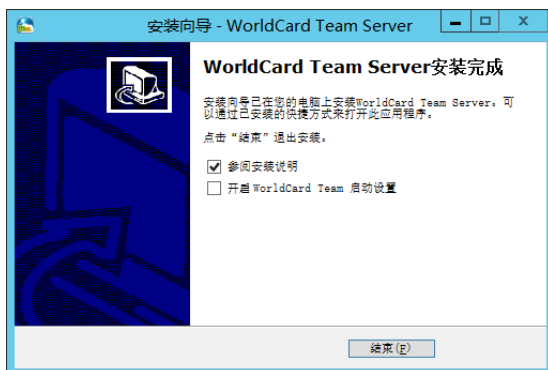 安装向导 - WorldCard Team Server
WorldCard Team Server安装完成
安装向导已在您的电脑上安装WorldCard Team Server。可
以通过已安装的快捷方式来打开此应用程序。
点击“结束”退出安装。
参阅安装说明
开启 WorldCard Team 启动设置
结束(F)